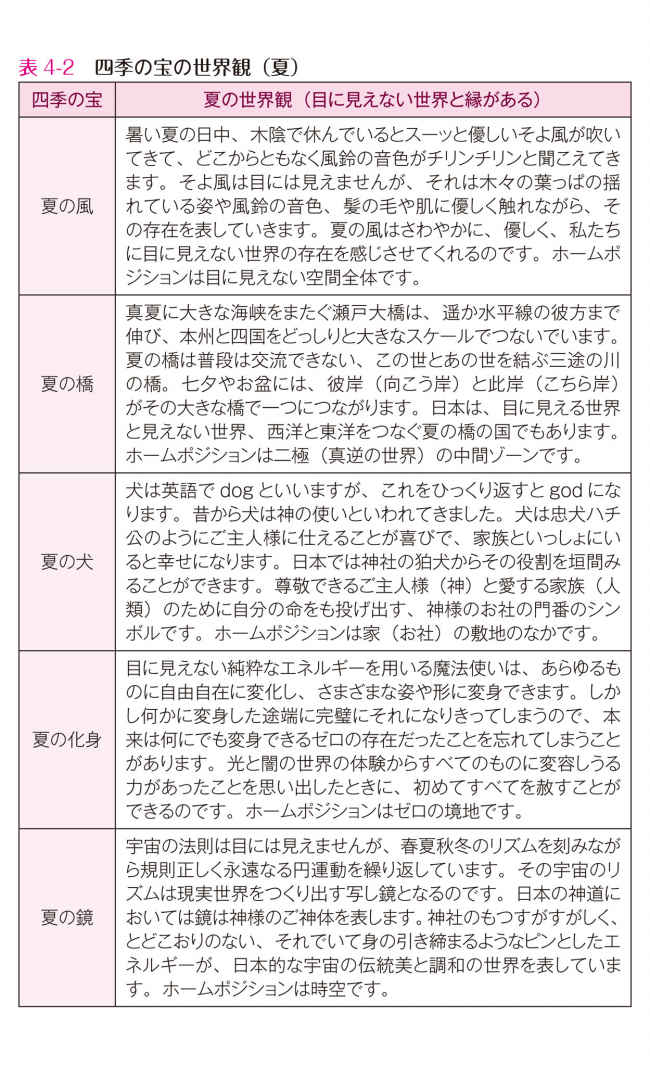 表 4-2　四季の宝の世界観（夏）
四季の宝
夏の世界観（目に見えない世界と縁がある）
夏の風
暑い夏の日中、木陰で休んでいるとスーッと優しいそよ風が吹い
てきて、どこからともなく風鈴の音色がチリンチリンと聞こえてき
ます。そよ風は目には見えませんが、それは木々の葉っぱの揺
れている姿や風鈴の音色、髪の毛や肌に優しく触れながら、そ
の存在を表していきます。夏の風はさわやかに、優しく、私たち
に目に見えない世界の存在を感じさせてくれるのです。ホームポ
ジションは目に見えない空間全体です。
夏の橋
真夏に大きな海峡をまたぐ瀬戸大橋は、遥か水平線の彼方まで
伸び、本州と四国をどっしりと大きなスケールでつないでいます。
夏の橋は普段は交流できない、この世とあの世を結ぶ三途の川
の橋。七夕やお盆には、彼岸（向こう岸）と此岸（こちら岸）
がその大きな橋で一つにつながります。日本は、目に見える世界
と見えない世界、西洋と東洋をつなぐ夏の橋の国でもあります。
ホームポジションは二極（真逆の世界）の中間ゾーンです。
夏の犬
犬は英語で dog といいますが、これをひっくり返すと god にな
ります。昔から犬は神の使いといわれてきました。犬は忠犬ハチ
公のようにご主人様に仕えることが喜びで、家族といっしょにい
ると幸せになります。日本では神社の狛犬からその役割を垣間み
ることができます。尊敬できるご主人様（神）と愛する家族（人
類）のために自分の命をも投げ出す、神様のお社の門番のシン
ボルです。ホームポジションは家（お社）の敷地のなかです。
夏の化身
目に見えない純粋なエネルギーを用いる魔法使いは、あらゆるも
のに自由自在に変化し、さまざまな姿や形に変身できます。しか
し何かに変身した途端に完璧にそれになりきってしまうので、本
来は何にでも変身できるゼロの存在だったことを忘れてしまうこと
があります。光と闇の世界の体験からすべてのものに変容しうる
力があったことを思い出したときに、初めてすべてを赦すことが
できるのです。ホームポジションはゼロの境地です。
夏の鏡
宇宙の法則は目には見えませんが、春夏秋冬のリズムを刻みなが
ら規則正しく永遠なる円運動を繰り返しています。その宇宙のリ
ズムは現実世界をつくり出す写し鏡となるのです。日本の神道に
おいては鏡は神様のご神体を表します。神社のもつすがすがしく、
とどこおりのない、それでいて身の引き締まるようなピンとしたエ
ネルギーが、日本的な宇宙の伝統美と調和の世界を表していま
す。ホームポジションは時空です。